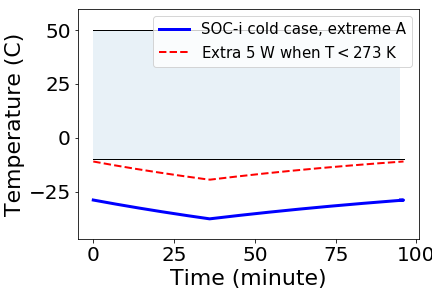 SOC-i cold case, extreme A
Extra 5 W when T < 273 K
Temperature (C)
50
25
0
−25
0 25 50 75 100
Time (minute)